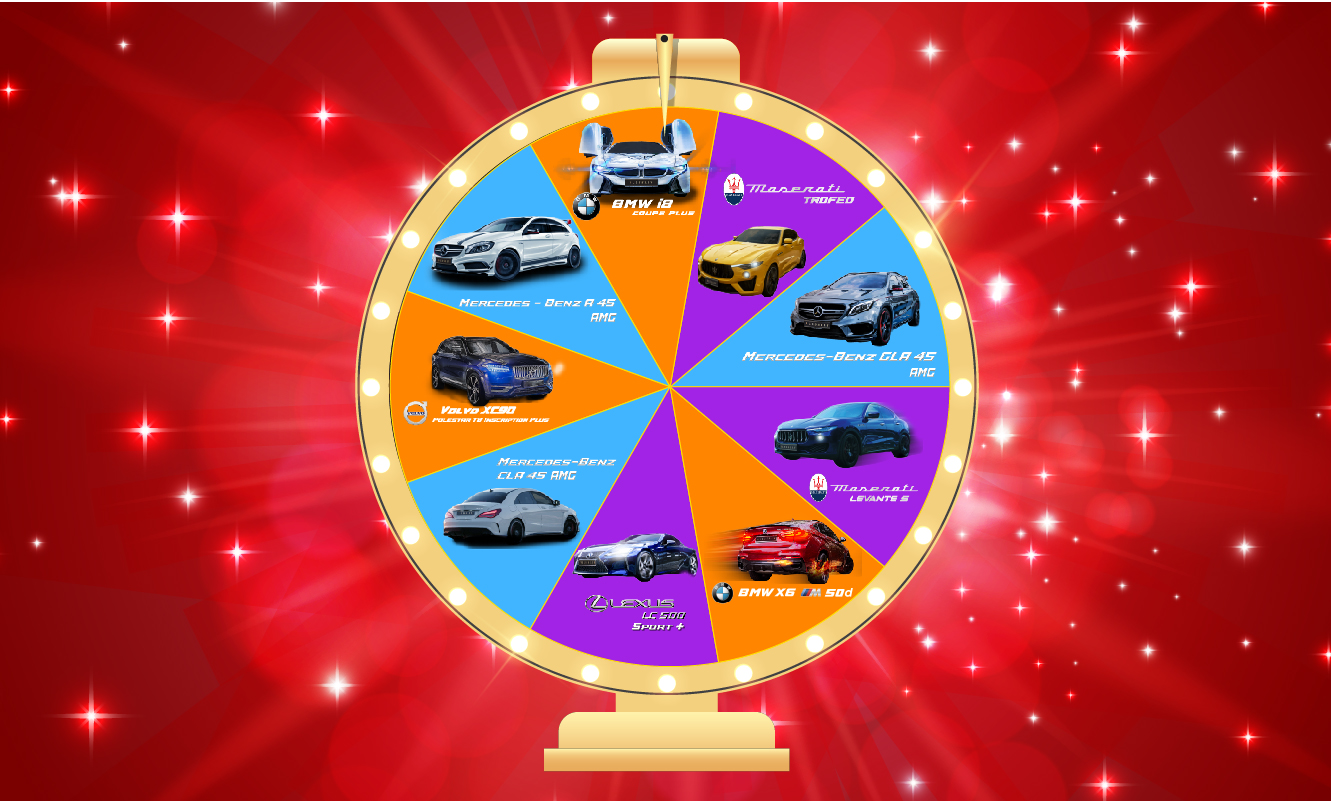 BMW i8
COUPE PLUS
Maserati
TROFEO
Mercedes-Benz GLA 45
AMG
Maserati
LEVANTE S
BMW X6 M 50d
LEXUS
LC 500
Sport +
Mercedes-Benz
CLA 45 AMG
VOLVO
Volvo XC90
POLESTAR T8 INSCRIPTION PLUS
Mercedes - Benz A 45
AMG